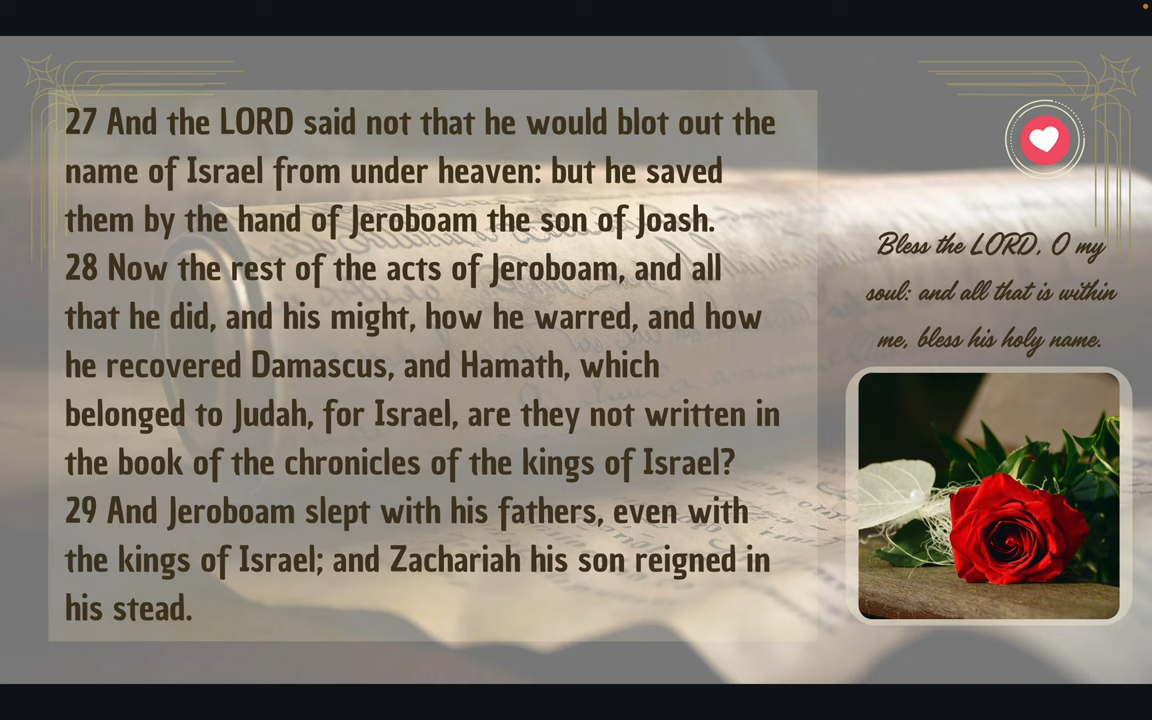 27 And the LORD said not that he would blot out the
name of Israel from under heaven: but he saved
them by the hand of Jeroboam the son of Joash.
28 Now the rest of the acts of Jeroboam, and all
that he did, and his might, how he warred, and how
he recovered Damascus, and Hamath, which
belonged to Judah, for Israel, are they not written in
the book of the chronicles of the kings of Israel?
29 And Jeroboam slept with his fathers, even with
the kings of Israel; and Zachariah his son reigned in
his stead.
Bless the LORD, O my
soul: and all that is within
me, bless his holy name.